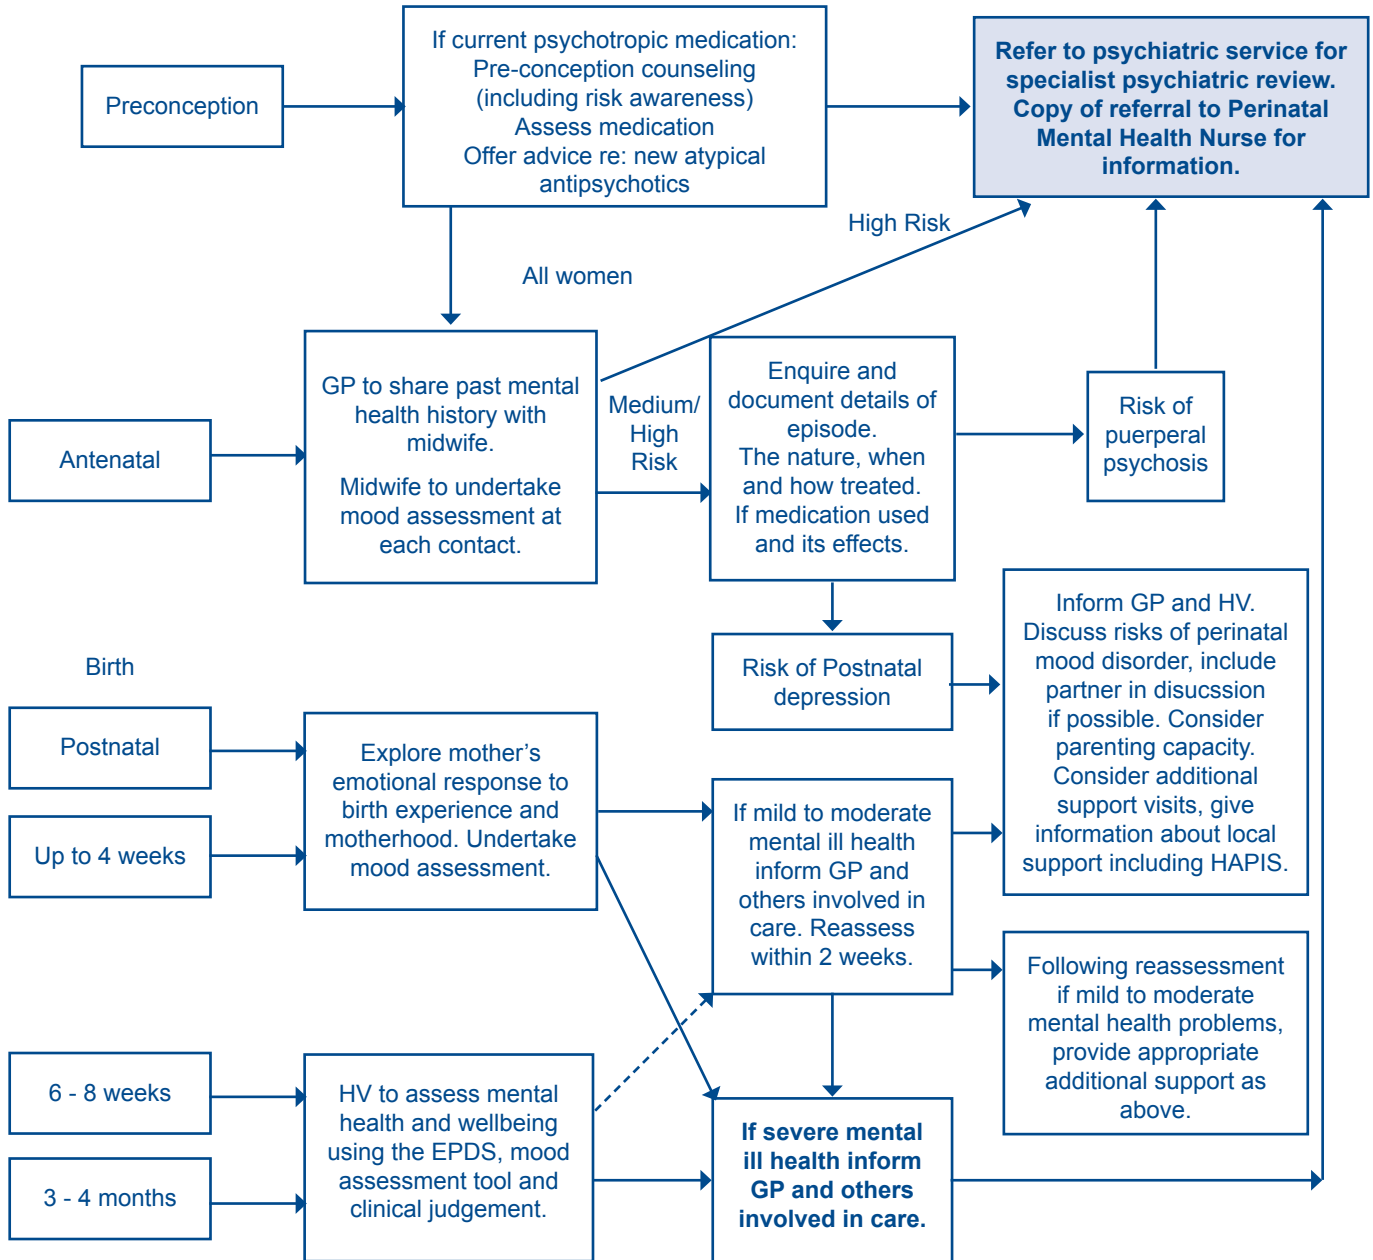 Preconception
If current psychotropic medication:
Pre-conception counseling
(including risk awareness)
Assess medication
Offer advice re: new atypical
antipsychotics
Refer to psychiatric service for
specialist psychiatric review.
Copy of referral to Perinatal
Mental Health Nurse for
information.
High Risk
All women
Antenatal
GP to share past mental
health history with
midwife.
Midwife to undertake
mood assessment at
each contact.
Medium/
High
Risk
Enquire and
document details of
episode.
The nature, when
and how treated.
If medication used
and its effects.
Risk of
puerperal
psychosis
Risk of Postnatal
depression
Inform GP and HV.
Discuss risks of perinatal
mood disorder, include
partner in disucssion
if possible. Consider
parenting capacity.
Consider additional
support visits, give
information about local
support including HAPIS.
Birth
Postnatal
Up to 4 weeks
Explore mother’s
emotional response to
birth experience and
motherhood. Undertake
mood assessment.
If mild to moderate
mental ill health
inform GP and
others involved in
care. Reassess
within 2 weeks.
Following reassessment
if mild to moderate
mental health problems,
provide appropriate
additional support as
above.
6 - 8 weeks
3 - 4 months
HV to assess mental
health and wellbeing
using the EPDS, mood
assessment tool and
clinical judgement.
If severe mental
ill health inform
GP and others
involved in care.